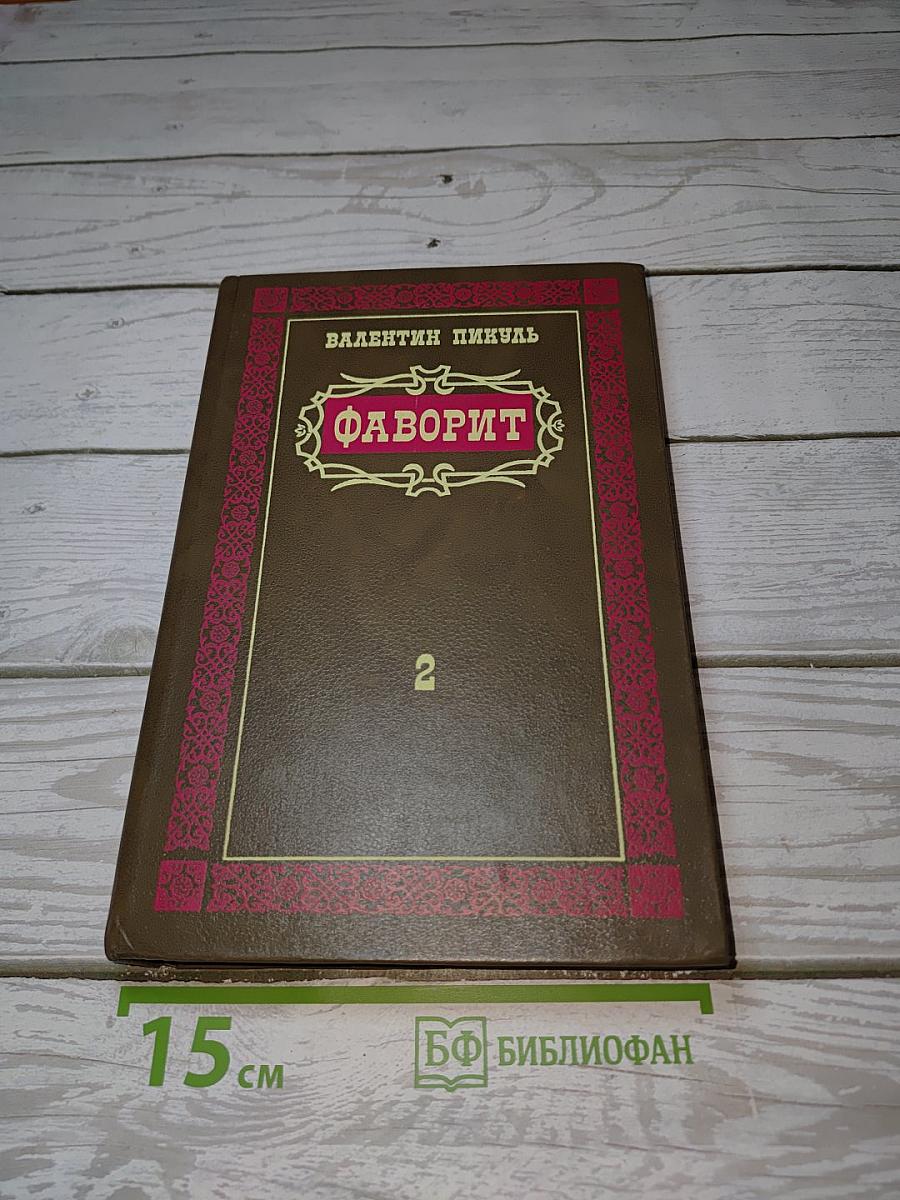 ВАЛЕНТИН ПИКУЛЬ
ФАВОРИТ
2
15 см
БФ БИБЛИОФАН